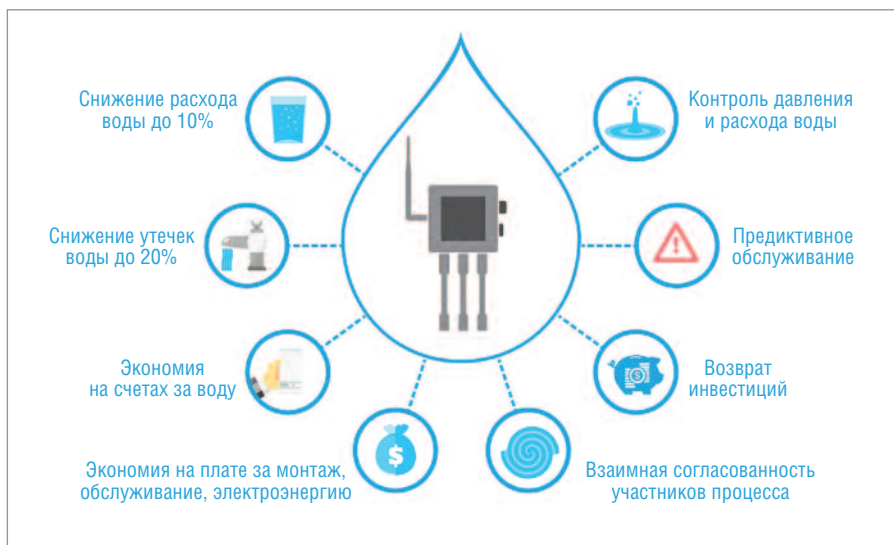 Снижение расхода
воды до 10%
Контроль давления
и расхода воды
Снижение утечек
воды до 20%
Предиктивное
обслуживание
Экономия
на счетах за воду
Возврат
инвестиций
Экономия на плате за монтаж,
обслуживание, электроэнергию
Взаимная согласованность
участников процесса